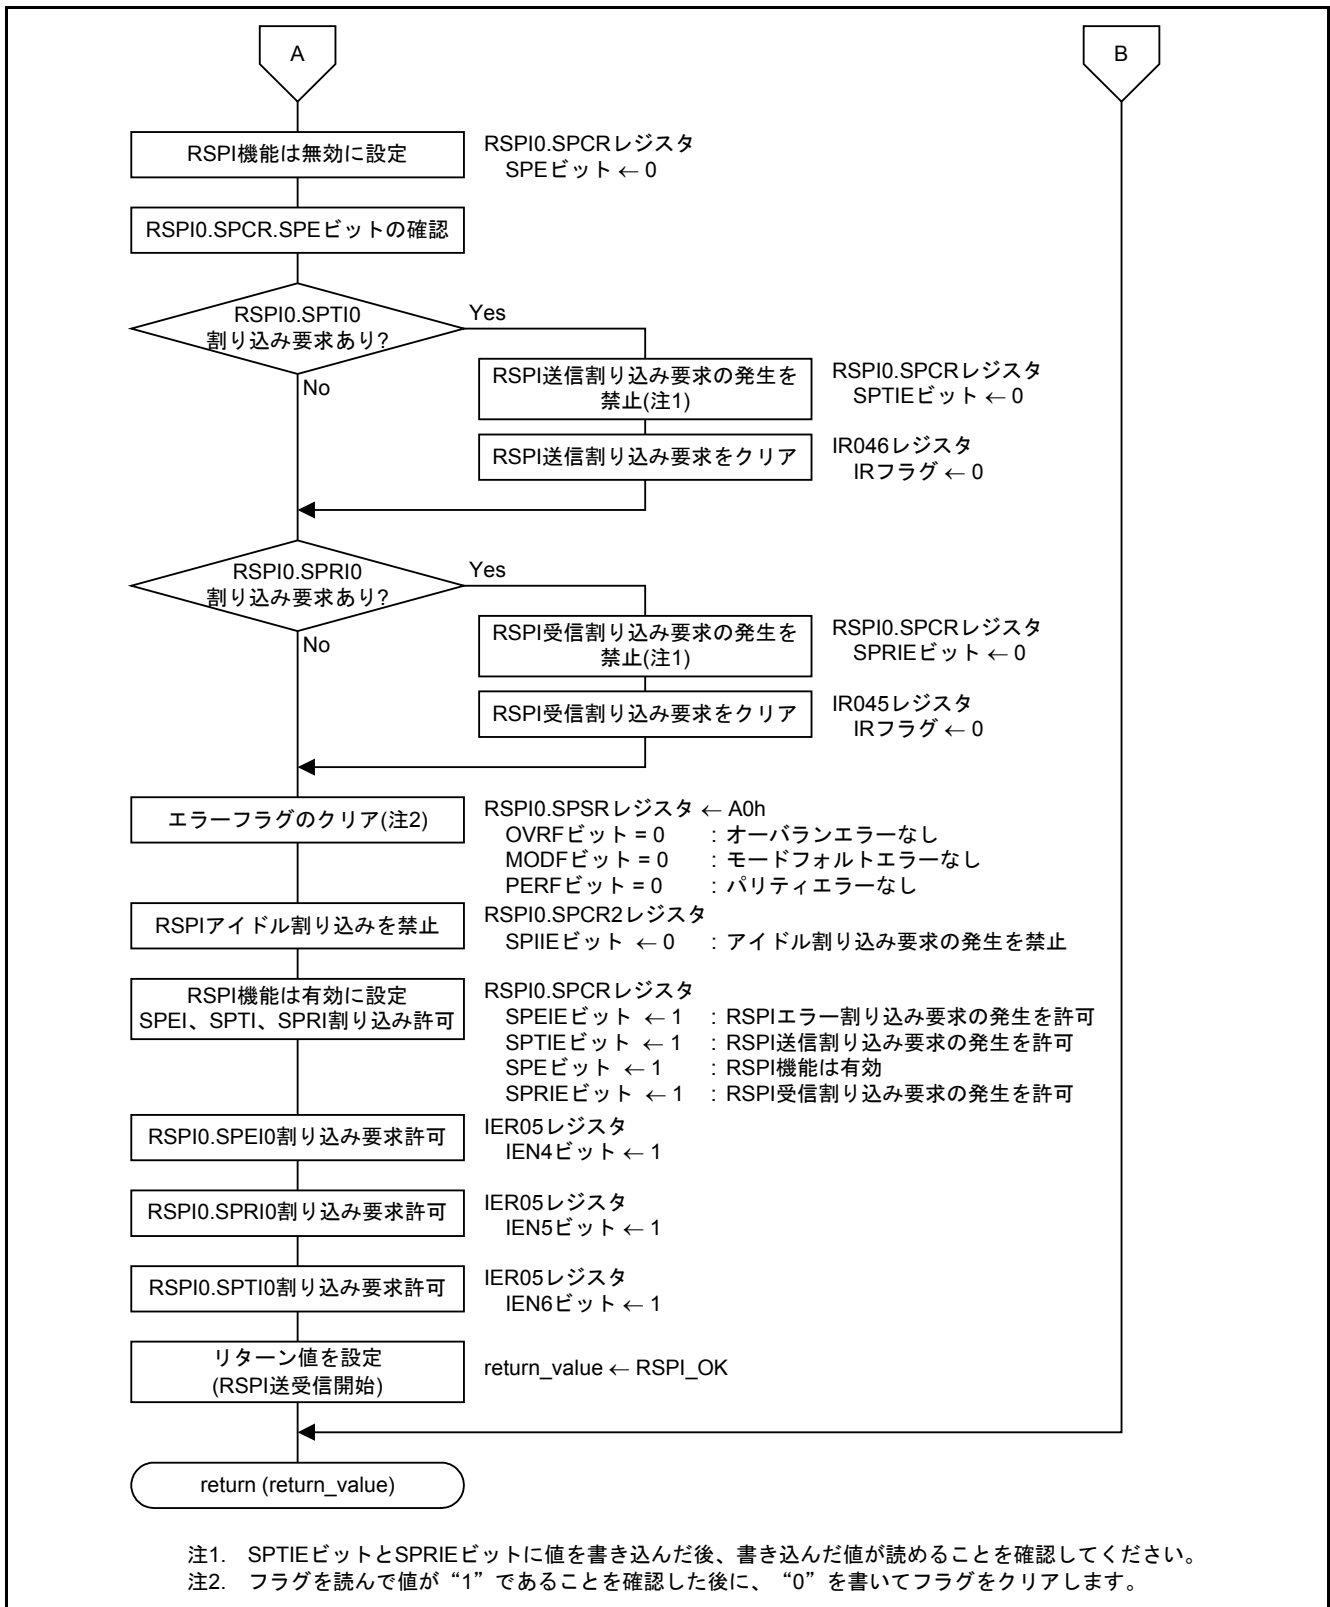 A
B
RSPI機能は無効に設定
RSPI0.SPCRレジスタ
SPEビット ← 0
RSPI0.SPCR.SPEビットの確認
RSPI0.SPTI0
割り込み要求あり?
Yes
No
RSPI送信割り込み要求の発生を
禁止(注1)
RSPI0.SPCRレジスタ
SPTIEビット ← 0
RSPI送信割り込み要求をクリア
IR046レジスタ
IRフラグ ← 0
RSPI0.SPRI0
割り込み要求あり?
Yes
No
RSPI受信割り込み要求の発生を
禁止(注1)
RSPI0.SPCRレジスタ
SPRIEビット ← 0
RSPI受信割り込み要求をクリア
IR045レジスタ
IRフラグ ← 0
エラーフラグのクリア(注2)
RSPI0.SPSRレジスタ ← A0h
OVRFビット = 0 : オーバランエラーなし
MODFビット = 0 : モードフォルトエラーなし
PERFビット = 0 : パリティエラーなし
RSPIアイドル割り込みを禁止
RSPI0.SPCR2レジスタ
SPIIEビット ← 0 : アイドル割り込み要求の発生を禁止
RSPI機能は有効に設定
SPEI、SPTI、SPRI割り込み許可
RSPI0.SPCRレジスタ
SPEIEビット ← 1 : RSPIエラー割り込み要求の発生を許可
SPTIEビット ← 1 : RSPI送信割り込み要求の発生を許可
SPEビット ← 1 : RSPI機能は有効
SPRIEビット ← 1 : RSPI受信割り込み要求の発生を許可
RSPI0.SPEI0割り込み要求許可
IER05レジスタ
IEN4ビット ← 1
RSPI0.SPRI0割り込み要求許可
IER05レジスタ
IEN5ビット ← 1
RSPI0.SPTI0割り込み要求許可
IER05レジスタ
IEN6ビット ← 1
リターン値を設定
(RSPI送受信開始)
return_value ← RSPI_OK
return (return_value)
注1. SPTIEビットとSPRIEビットに値を書き込んだ後、書き込んだ値が読めることを確認してください。
注2. フラグを読んで値が“1”であることを確認した後に、“0”を書いてフラグをクリアします。